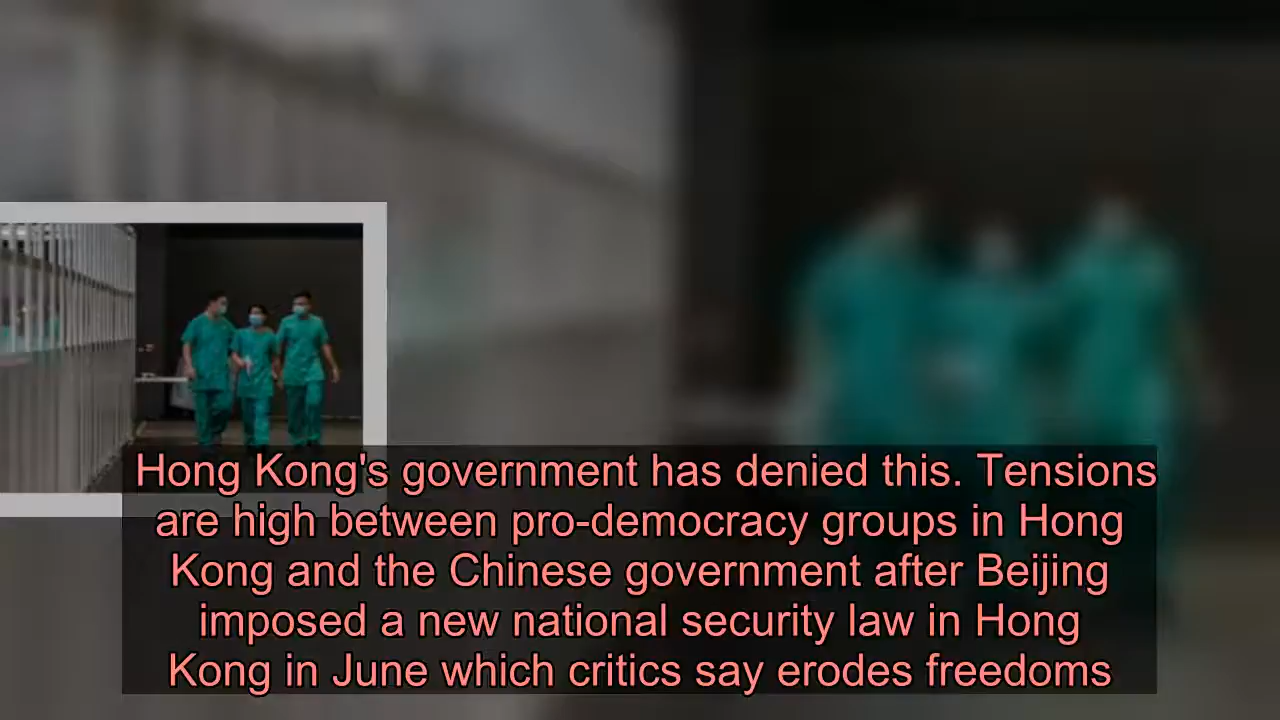 Hong Kong's government has denied this. Tensions
are high between pro-democracy groups in Hong
Kong and the Chinese government after Beijing
imposed a new national security law in Hong
Kong in June which critics say erodes freedoms